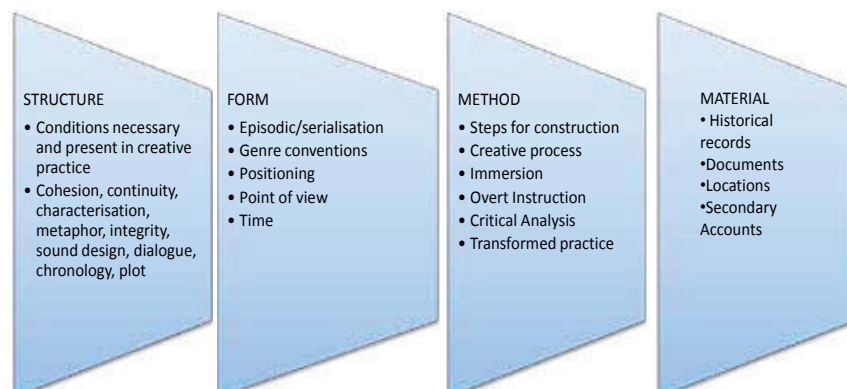 STRUCTURE
• Conditions necessary
and present in creative
practice
• Cohesion, continuity,
characterisation,
metaphor, integrity,
sound design, dialogue,
chronology, plot
FORM
• Episodic/serialisation
• Genre conventions
• Positioning
• Point of view
• Time
METHOD
• Steps for construction
• Creative process
• Immersion
• Overt Instruction
• Critical Analysis
• Transformed practice
MATERIAL
• Historical
records
•Documents
•Locations
•Secondary
Accounts